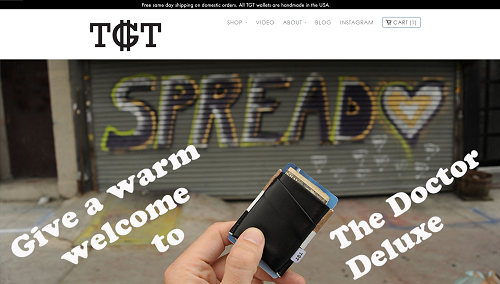 Free same day shipping on domestic orders. All TGT wallets are handmade in the USA.
TGT
SHOP VIDEO ABOUT BLOG INSTAGRAM CART (1)
SPREAD
Give a warm
welcome
to
The Doctor
Deluxe
TGT